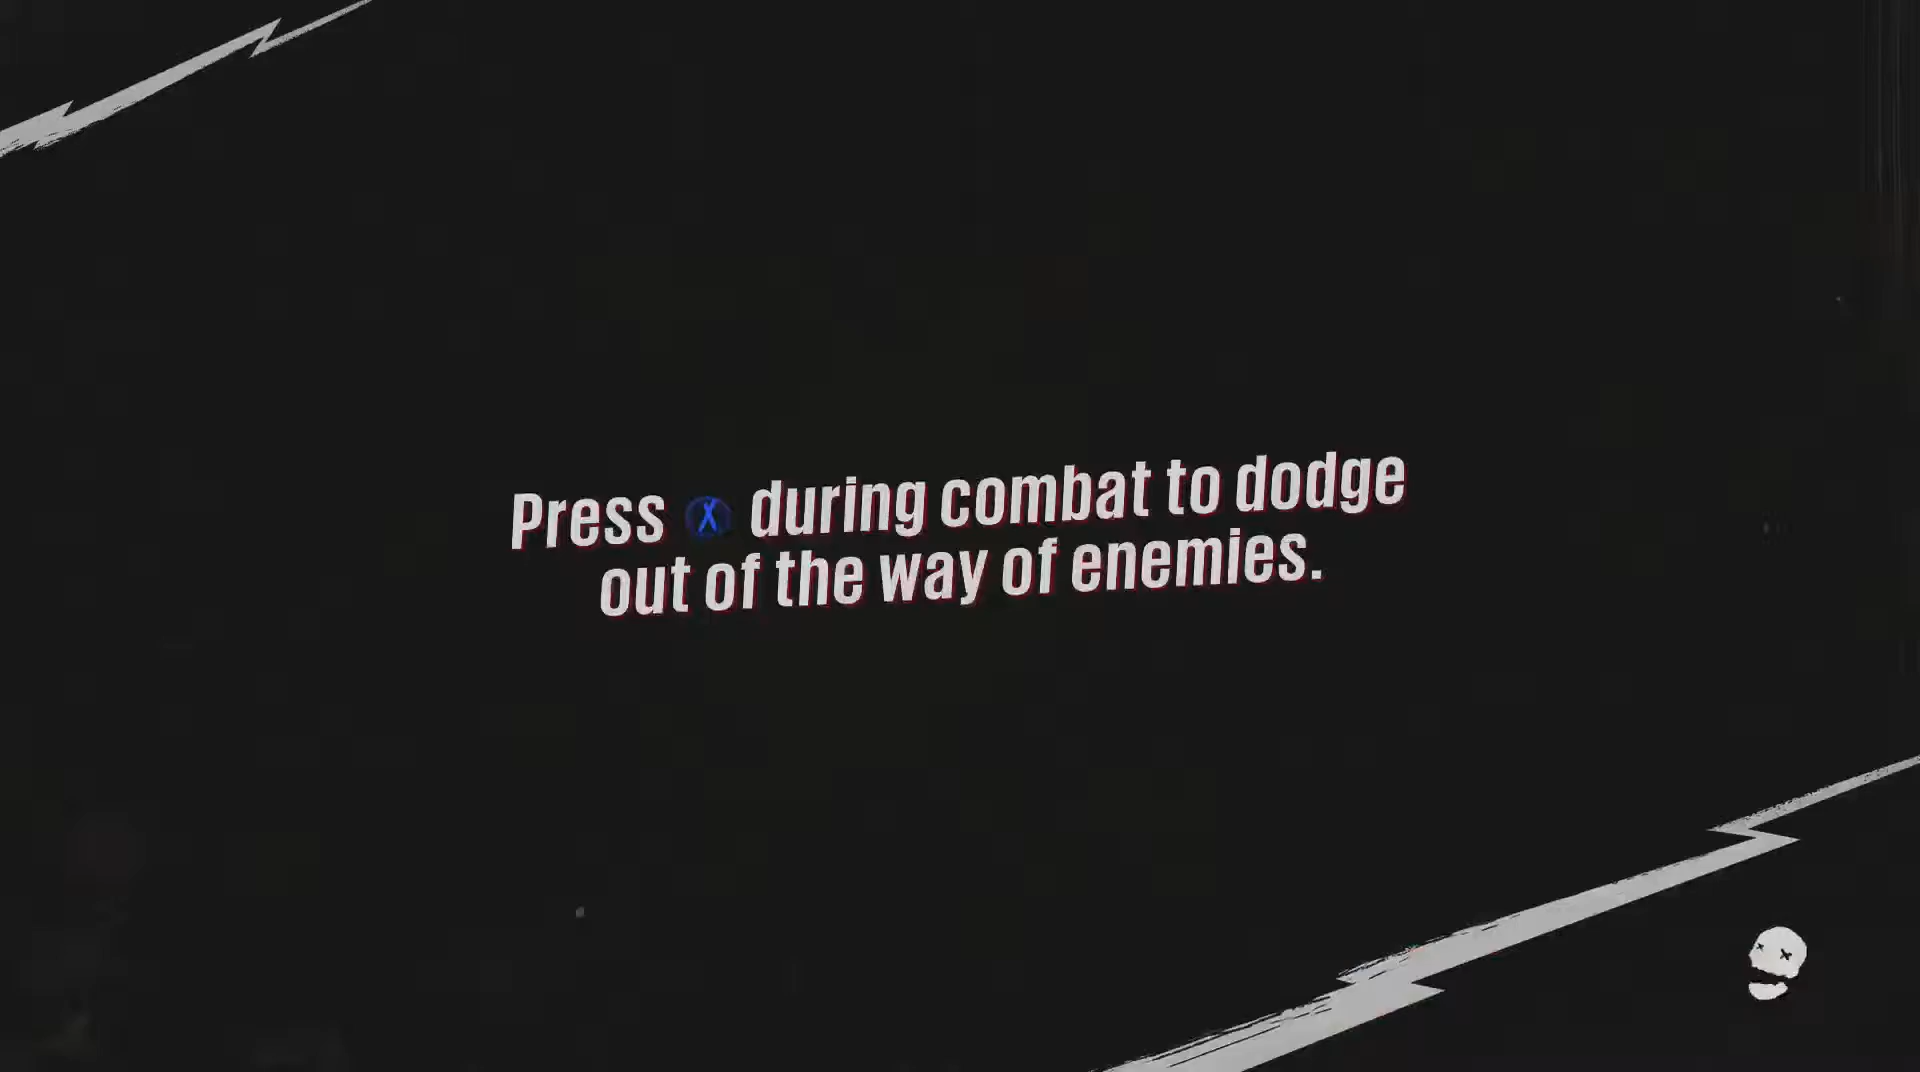 Press X during combat to dodge
out of the way of enemies.